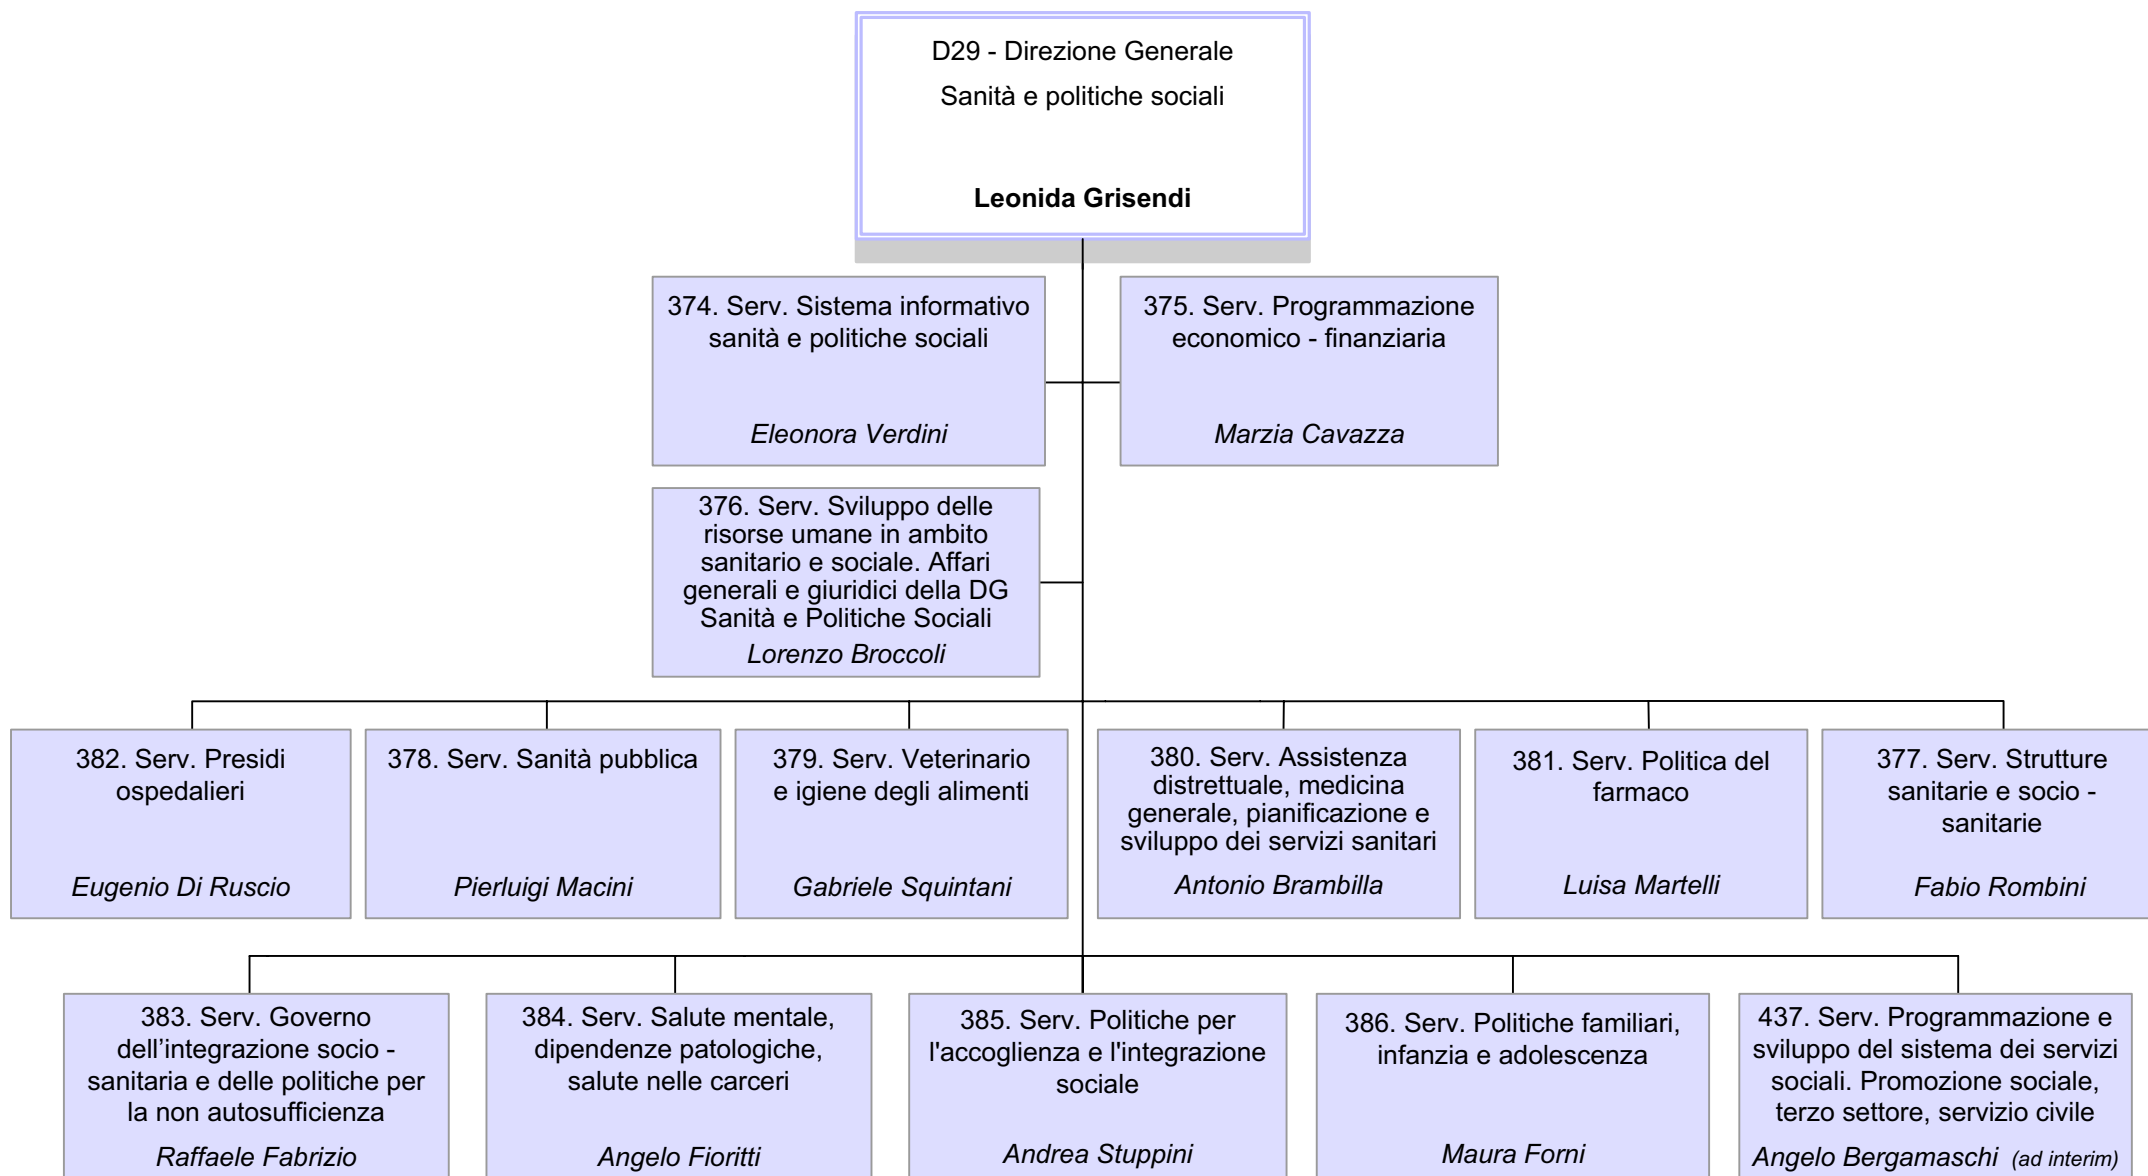 D29 - Direzione Generale
Sanità e politiche sociali
Leonida Grisendi
374. Serv. Sistema informativo
sanità e politiche sociali
Eleonora Verdini
375. Serv. Programmazione
economico - finanziaria
Marzia Cavazza
376. Serv. Sviluppo delle
risorse umane in ambito
sanitario e sociale. Affari
generali e giuridici della DG
Sanità e Politiche Sociali
Lorenzo Broccoli
382. Serv. Presidi
ospedalieri
Eugenio Di Ruscio
378. Serv. Sanità pubblica
Pierluigi Macini
379. Serv. Veterinario
e igiene degli alimenti
Gabriele Squintani
380. Serv. Assistenza
distrettuale, medicina
generale, pianificazione e
sviluppo dei servizi sanitari
Antonio Brambilla
381. Serv. Politica del
farmaco
Luisa Martelli
377. Serv. Strutture
sanitarie e socio -
sanitarie
Fabio Rombini
383. Serv. Governo
dell’integrazione socio -
sanitaria e delle politiche per
la non autosufficienza
Raffaele Fabrizio
384. Serv. Salute mentale,
dipendenze patologiche,
salute nelle carceri
Angelo Fioritti
385. Serv. Politiche per
l'accoglienza e l'integrazione
sociale
Andrea Stuppini
386. Serv. Politiche familiari,
infanzia e adolescenza
Maura Forni
437. Serv. Programmazione e
sviluppo del sistema dei servizi
sociali. Promozione sociale,
terzo settore, servizio civile
Angelo Bergamaschi (ad interim)